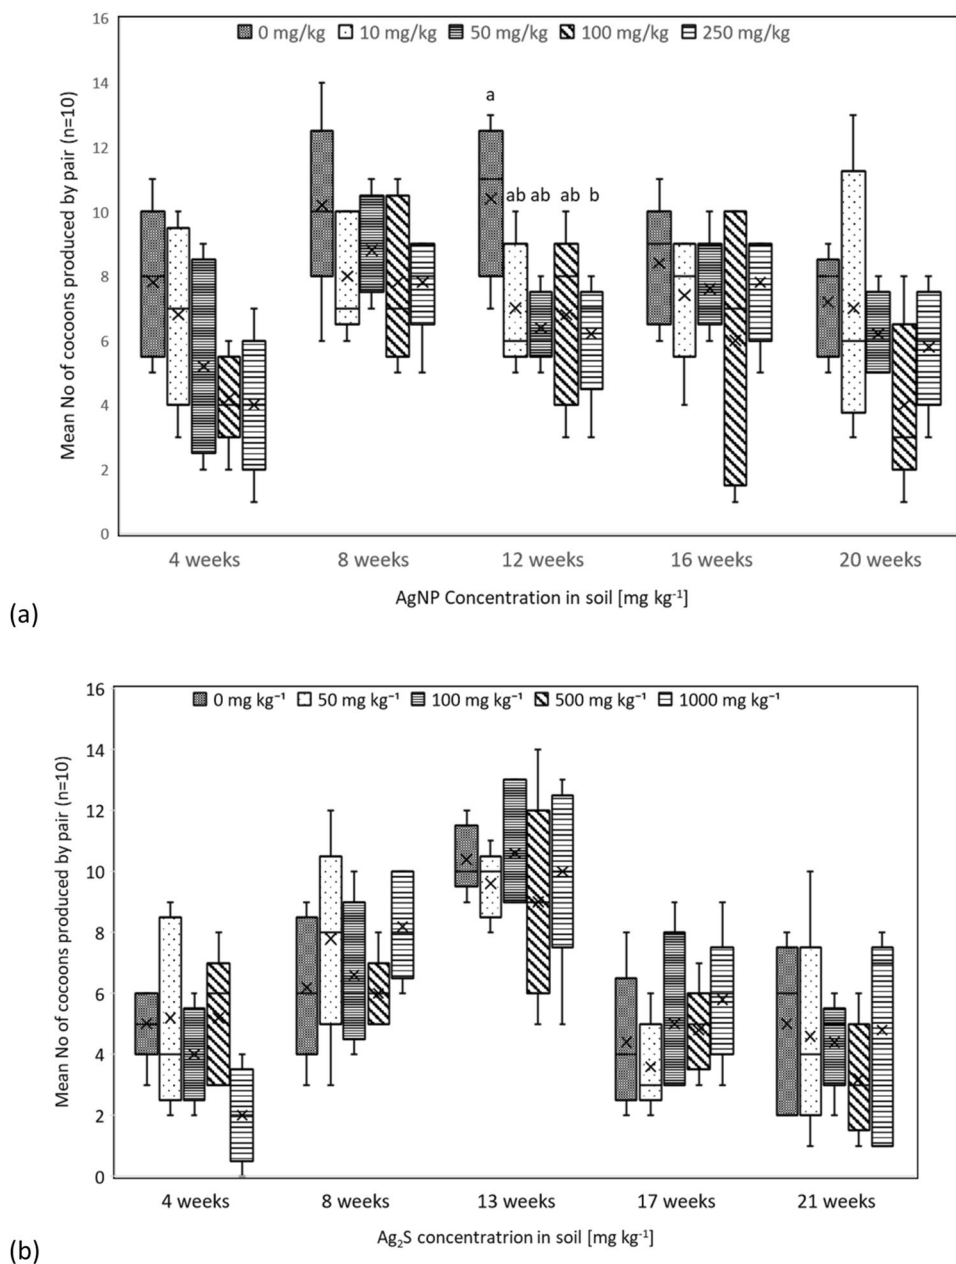 16
0 mg/kg 10 mg/kg 50 mg/kg 100 mg/kg 250 mg/kg
14
a
12
ab ab ab b
10
8
6
4
2
0
Mean No of cocoons produced by pair (n=10)
4 weeks 8 weeks 12 weeks 16 weeks 20 weeks
AgNP Concentration in soil [mg kg⁻¹]
(a)
16
0 mg kg⁻¹ 50 mg kg⁻¹ 100 mg kg⁻¹ 500 mg kg⁻¹ 1000 mg kg⁻¹
14
12
10
8
6
4
2
0
Mean No of cocoons produced by pair (n=10)
4 weeks 8 weeks 13 weeks 17 weeks 21 weeks
Ag₂S concentratrion in soil [mg kg⁻¹]
(b)